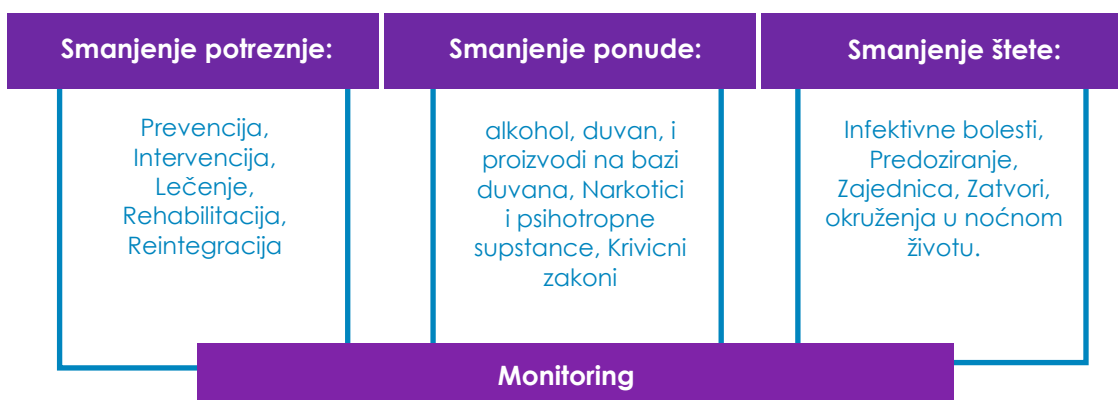 Smanjenje potreznje:
Prevencija,
Intervencija,
Lečenje,
Rehabilitacija,
Reintegracija
Smanjenje ponude:
alkohol, duvan, i
proizvodi na bazi
duvana, Narkotici
i psihotropne
supstance, Krivicni
zakoni
Smanjenje štete:
Infektivne bolesti,
Predoziranje,
Zajednica, Zatvori,
okruženja u noćnom
životu.
Monitoring